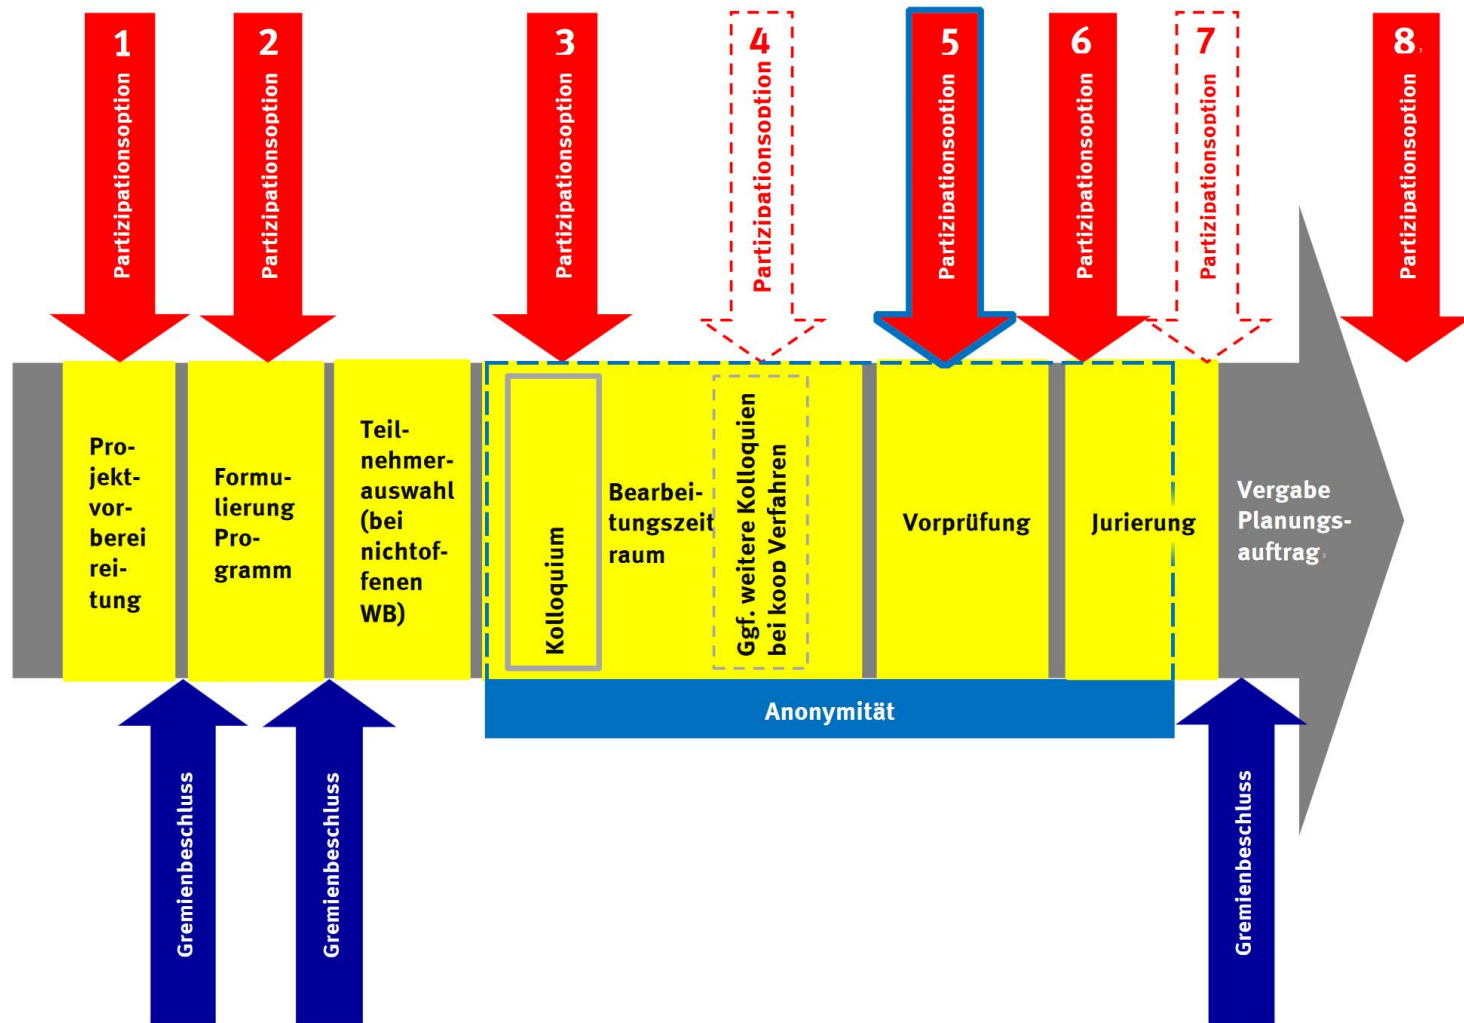 1
Partizipationsoption
2
Partizipationsoption
3
Partizipationsoption
4
Partizipationsoption
5
Partizipationsoption
6
Partizipationsoption
7
Partizipationsoption
8
Partizipationsoption
Pro-
jekt-
vor-
berei
rei-
tung
Formu-
lierung
Pro-
gramm
Teil-
nehmer-
auswahl
(bei
nichtof-
fenen
WB)
Kolloquium
Bearbei-
tungszeit
raum
Ggf. weitere Kolloquien
bei koop Verfahren
Vorprüfung
Jurierung
Vergabe
Planungs-
auftrag
Anonymität
Gremienbeschluss
Gremienbeschluss
Gremienbeschluss